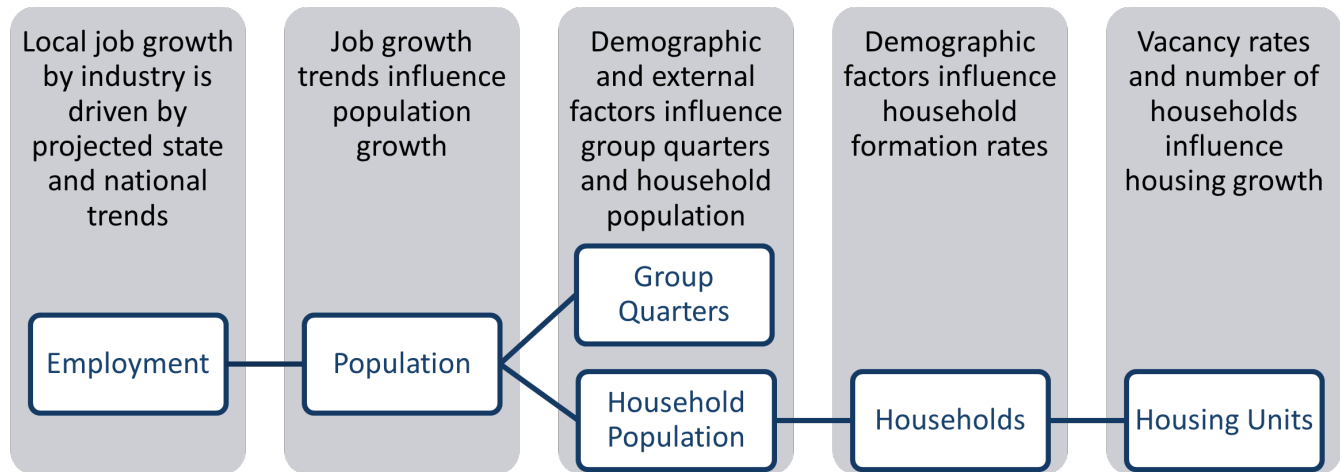 Local job growth
by industry is
driven by
projected state
and national
trends
Employment
Job growth
trends influence
population
growth
Population
Demographic
and external
factors influence
group quarters
and household
population
Group
Quarters
Household
Population
Demographic
factors influence
household
formation rates
Households
Vacancy rates
and number of
households
influence
housing growth
Housing Units